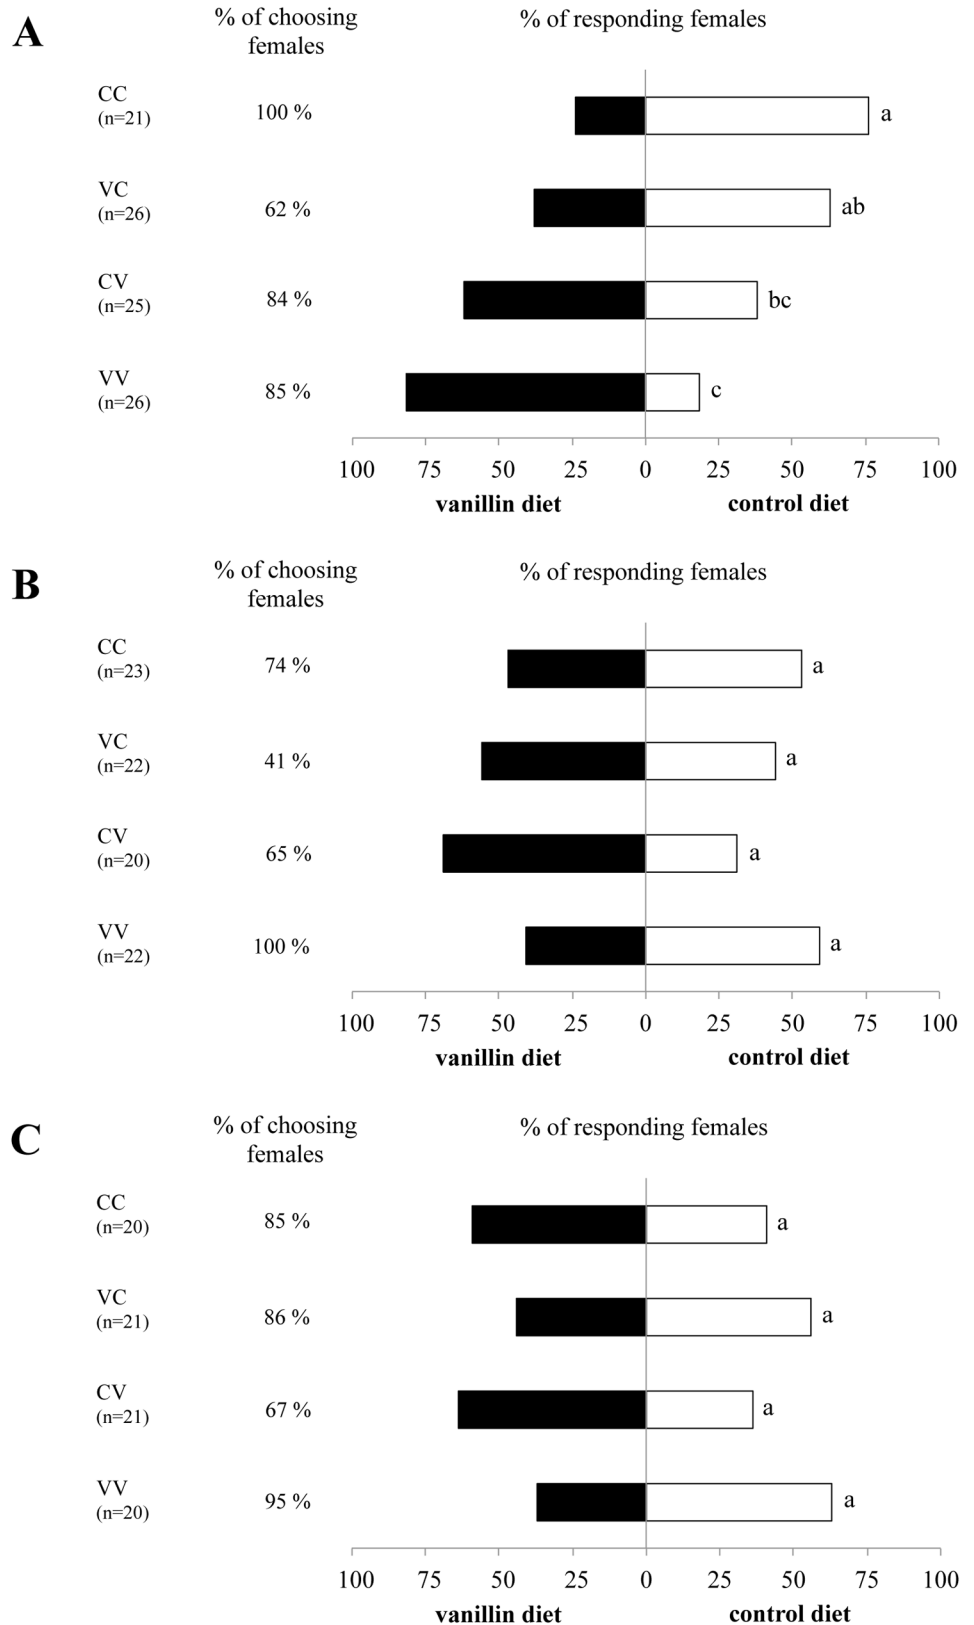 A
% of choosing
females
% of responding females
CC
(n=21)
100 %
a
VC
(n=26)
62 %
ab
CV
(n=25)
84 %
bc
VV
(n=26)
85 %
c
100 75 50 25 0 25 50 75 100
vanillin diet control diet
B
% of choosing
females
% of responding females
CC
(n=23)
74 %
a
VC
(n=22)
41 %
a
CV
(n=20)
65 %
a
VV
(n=22)
100 %
a
100 75 50 25 0 25 50 75 100
vanillin diet control diet
C
% of choosing
females
% of responding females
CC
(n=20)
85 %
a
VC
(n=21)
86 %
a
CV
(n=21)
67 %
a
VV
(n=20)
95 %
a
100 75 50 25 0 25 50 75 100
vanillin diet control diet